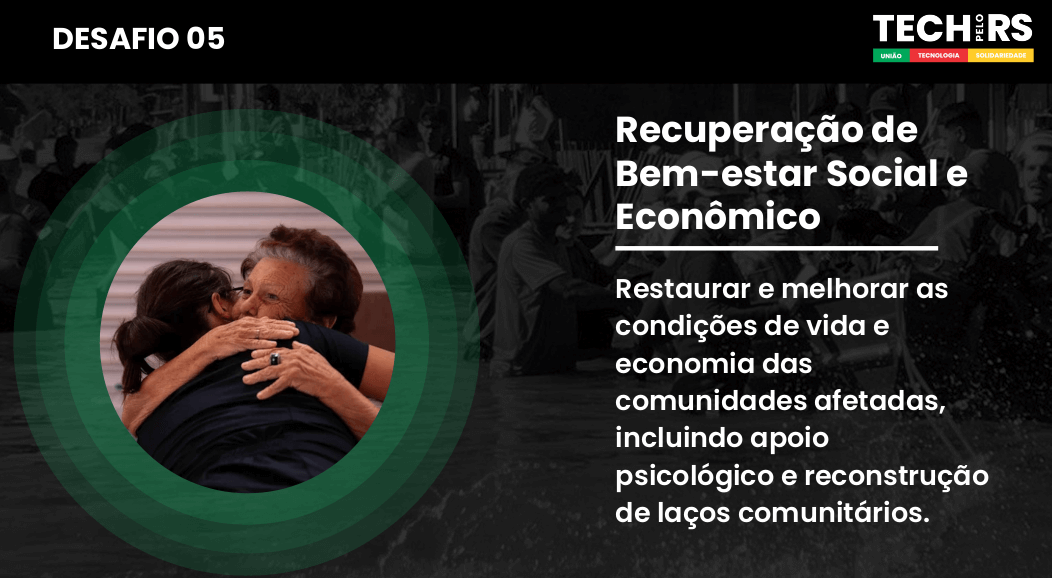 DESAFIO 05
TECH PELO RS
UNIÃO TECNOLOGIA SOLIDARIEDADE
Recuperação de
Bem-estar Social e
Econômico
Restaurar e melhorar as
condições de vida e
economia das
comunidades afetadas,
incluindo apoio
psicológico e reconstrução
de laços comunitários.